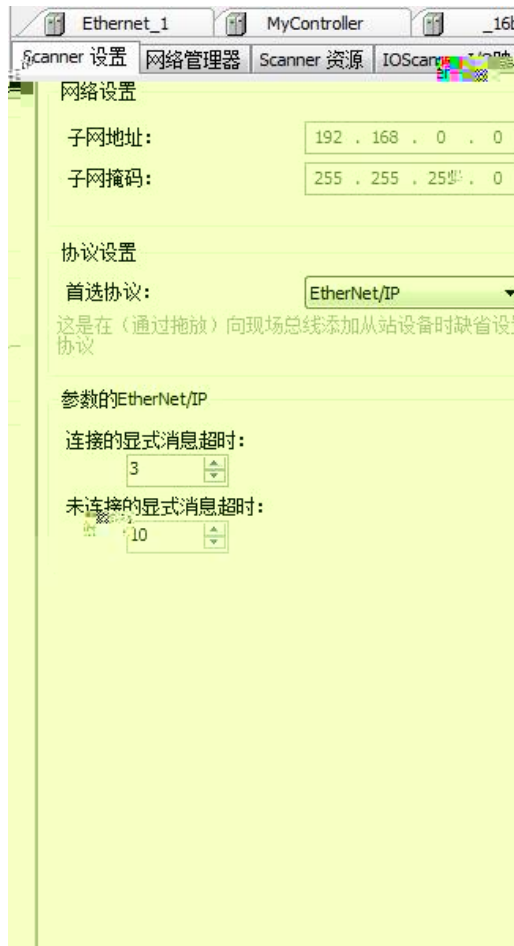 Ethernet_1 MyController _16b
Scanner 设置 网络管理器 Scanner 资源
网络设置
子网地址: 192 . 168 . 0 . 0
子网掩码: 255 . 255 . 255 . 0
协议设置
首选协议: EtherNet/IP
这是在（通过拖放）向现场总线添加从站设备时缺省设
协议
参数的EtherNet/IP
连接的显式消息超时:
3
未连接的显式消息超时:
10